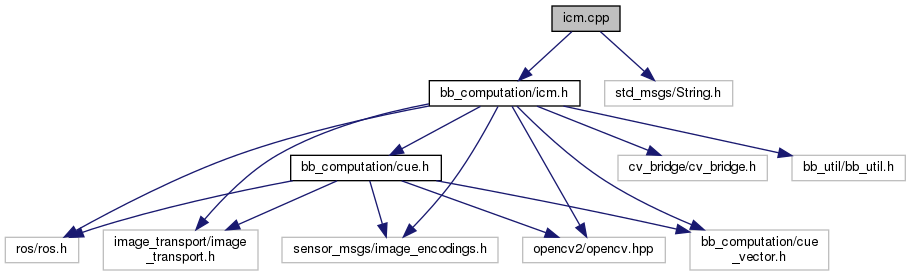 icm.cpp
bb_computation/icm.h
std_msgs/String.h
bb_computation/cue.h
cv_bridge/cv_bridge.h
bb_util/bb_util.h
ros/ros.h
image_transport/image
_transport.h
sensor_msgs/image_encodings.h
opencv2/opencv.hpp
bb_computation/cue
_vector.h